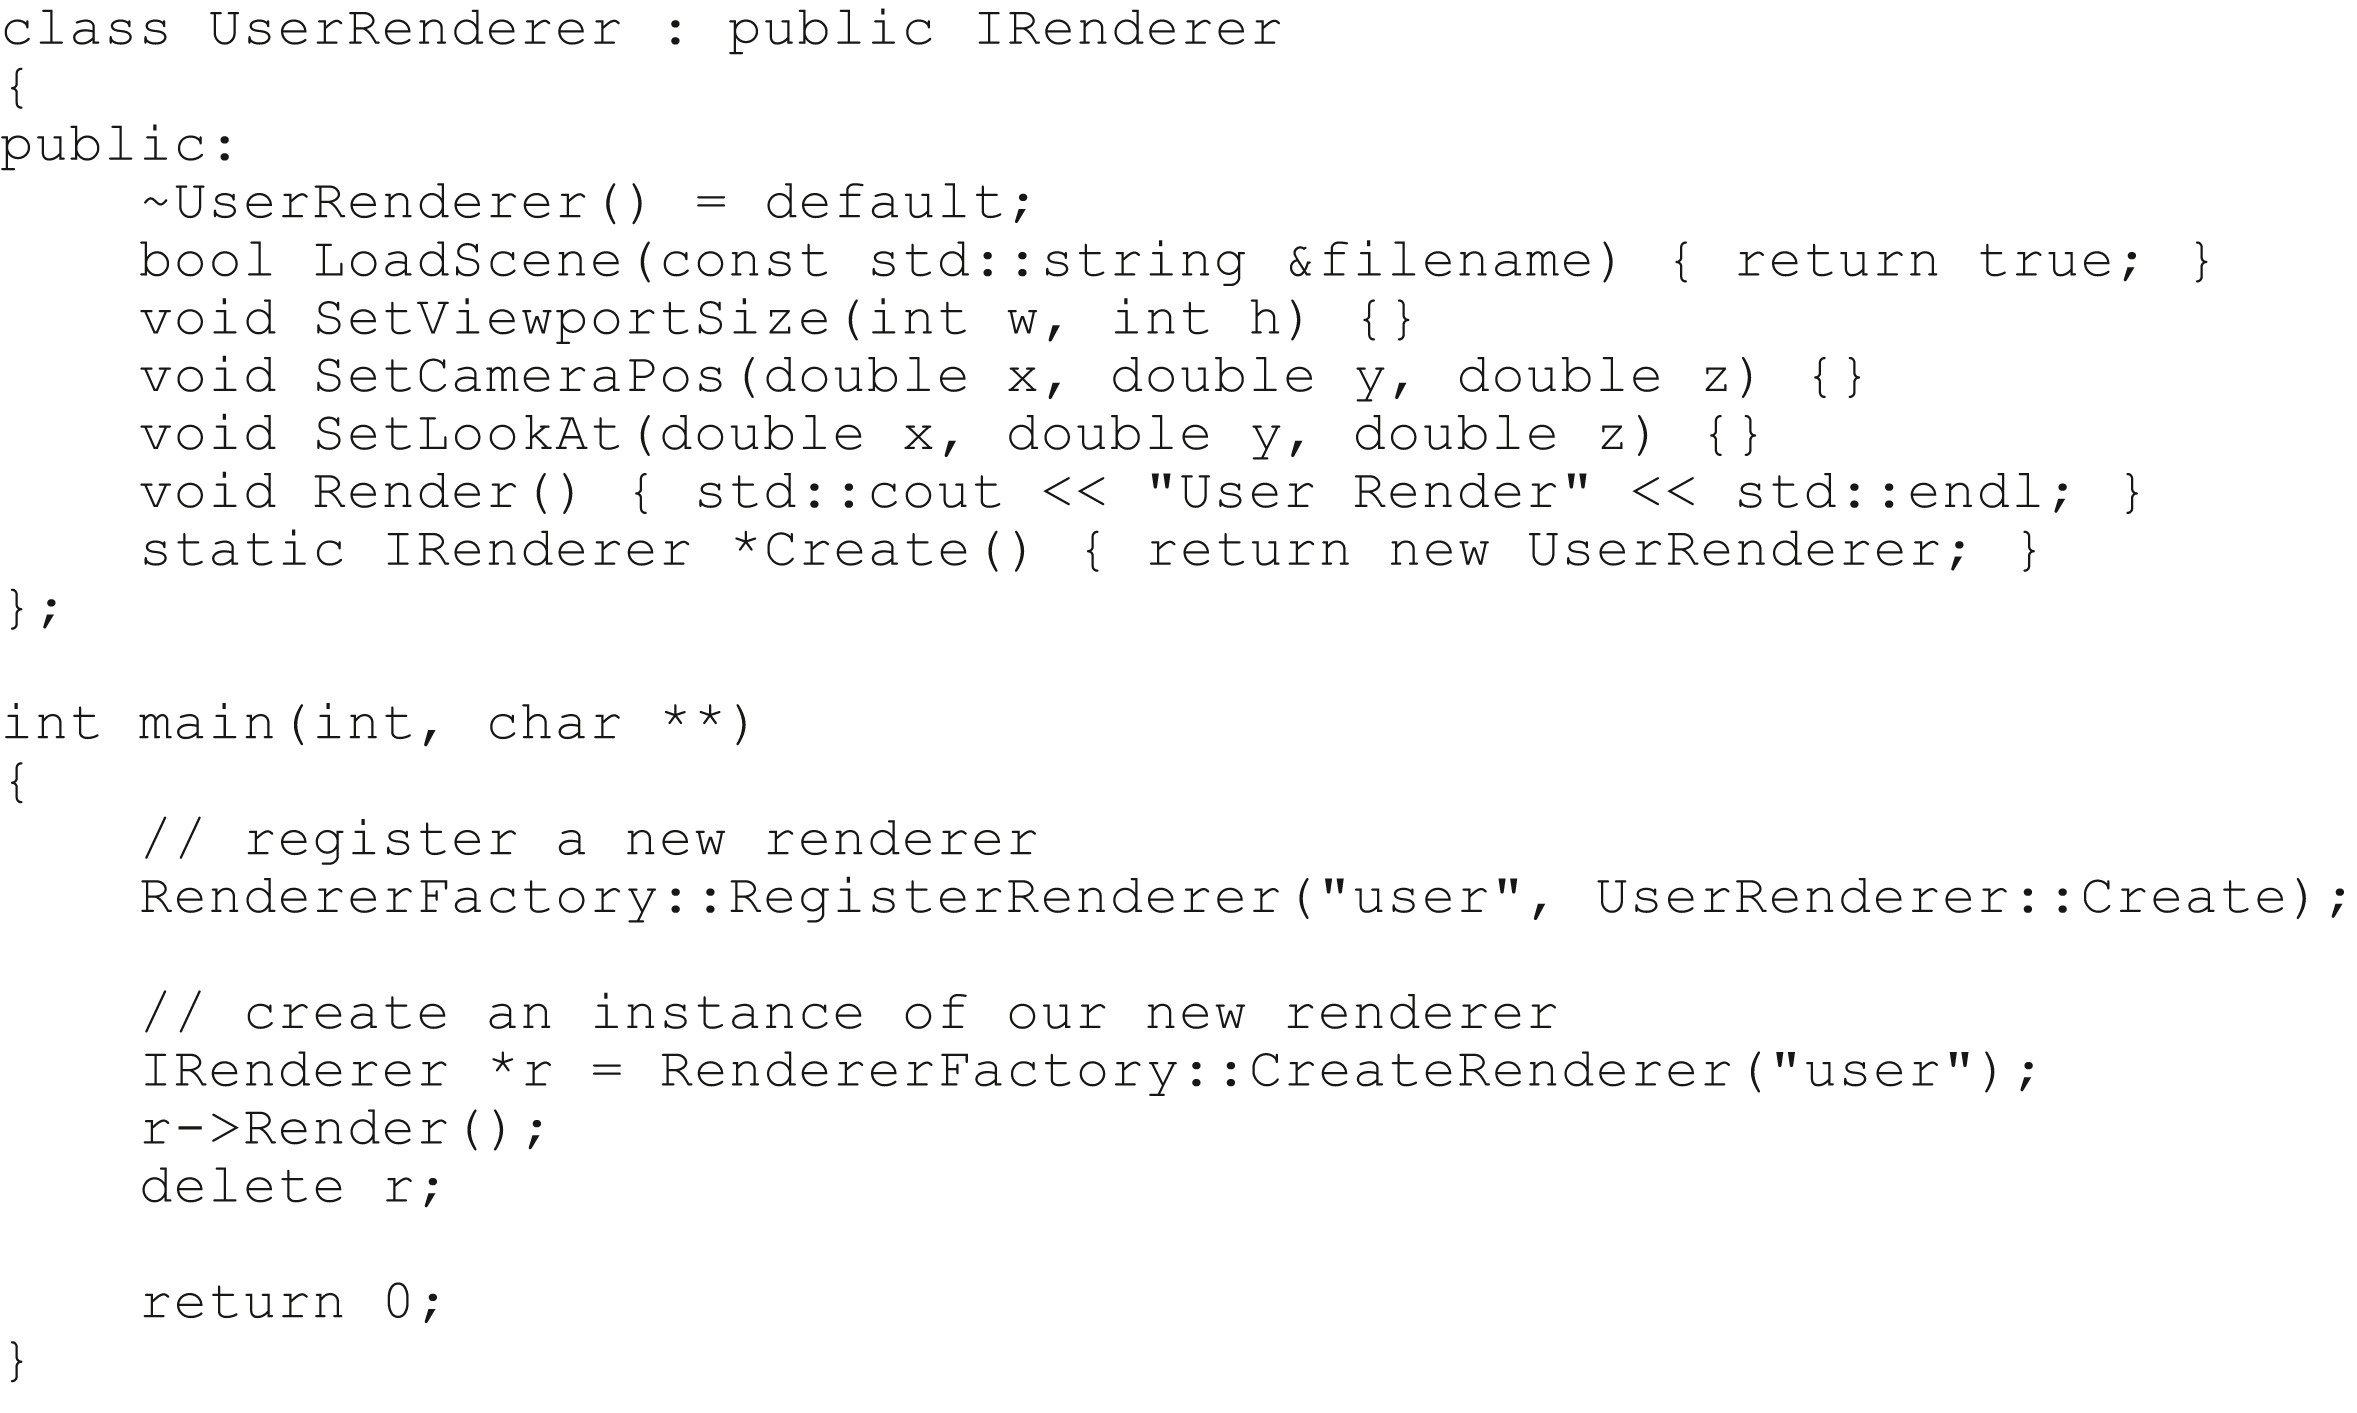 class UserRenderer : public IRenderer
{
public:
    ~UserRenderer() = default;
    bool LoadScene(const std::string &filename) { return true; }
    void SetViewportSize(int w, int h) {}
    void SetCameraPos(double x, double y, double z) {}
    void SetLookAt(double x, double y, double z) {}
    void Render() { std::cout << "User Render" << std::endl; }
    static IRenderer *Create() { return new UserRenderer; }
};

int main(int, char **)
{
    // register a new renderer
    RendererFactory::RegisterRenderer("user", UserRenderer::Create);

    // create an instance of our new renderer
    IRenderer *r = RendererFactory::CreateRenderer("user");
    r->Render();
    delete r;

    return 0;
}